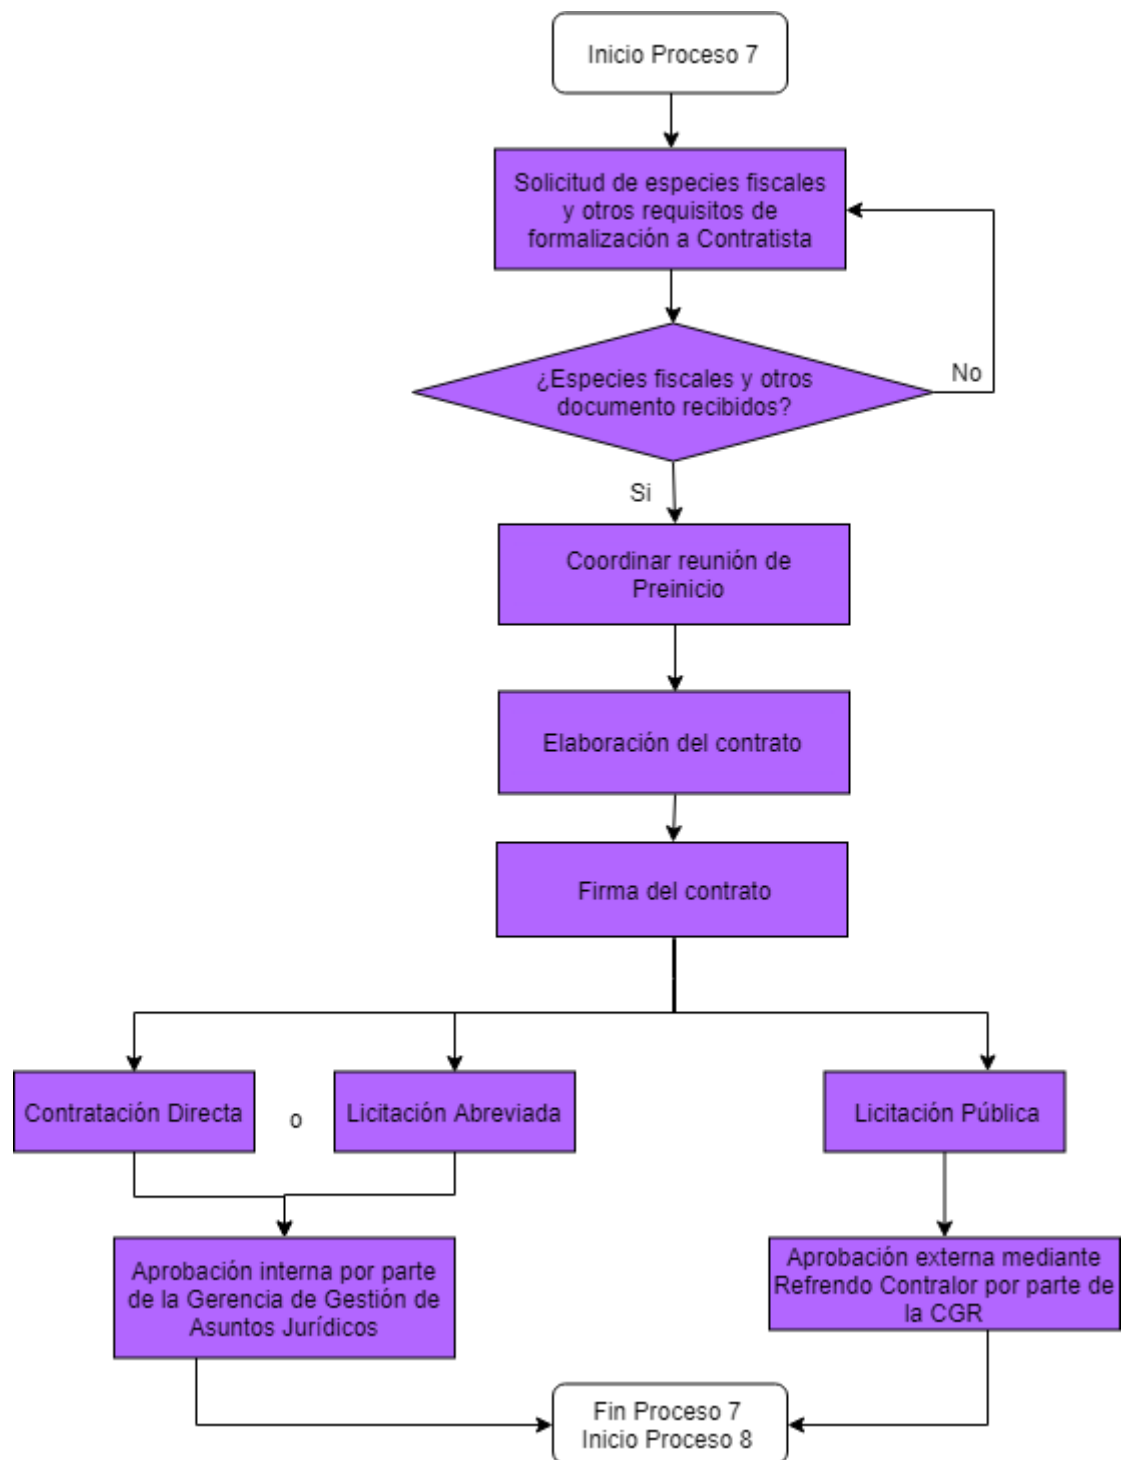 Inicio Proceso 7
Solicitud de especies fiscales
y otros requisitos de
formalización a Contratista
¿Especies fiscales y otros
documento recibidos?
No
Si
Coordinar reunión de
Preinicio
Elaboración del contrato
Firma del contrato
Contratación Directa
o
Licitación Abreviada
Licitación Pública
Aprobación interna por parte
de la Gerencia de Gestión de
Asuntos Jurídicos
Aprobación externa mediante
Refrendo Contralor por parte de
la CGR
Fin Proceso 7
Inicio Proceso 8